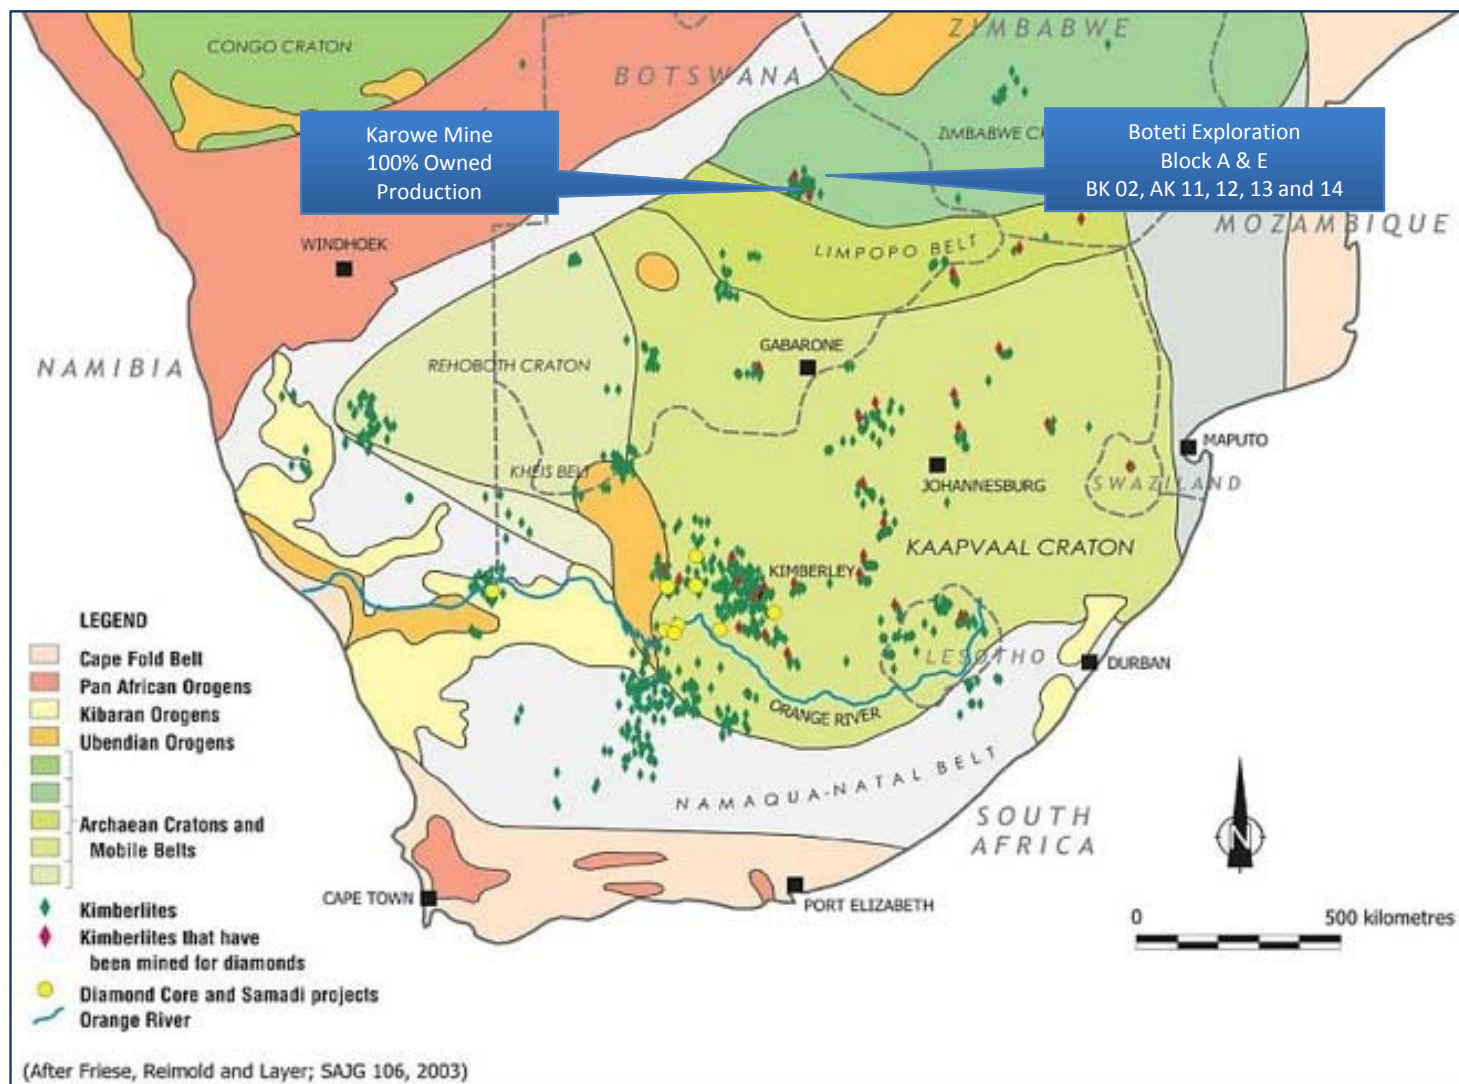 CONGO CRATON
ZIMBABWE
BOTSWANA
Karowe Mine
100% Owned
Production
ZIMBABWE C
Boteti Exploration
Block A & E
BK 02, AK 11, 12, 13 and 14
MOZAMBIQUE
WINDHOEK
LIMPOPO BELT
NAMIBIA
REHOBOTH CRATON
GABARONE
MAPUTO
KHEIS BELT
JOHANNESBURG
SWAZILAND
KAAPVAAL CRATON
KIMBERLEY
LESOTHO
DURBAN
ORANGE RIVER
NAMAQUA-NATAL BELT
SOUTH
AFRICA
N
CAPE TOWN
PORT ELIZABETH
0 500 kilometres
LEGEND
Cape Fold Belt
Pan African Orogens
Kibaran Orogens
Ubendian Orogens
Archaean Cratons and
Mobile Belts
Kimberlites
Kimberlites that have
been mined for diamonds
Diamond Core and Samadi projects
Orange River
(After Friese, Reimold and Layer; SAJG 106, 2003)